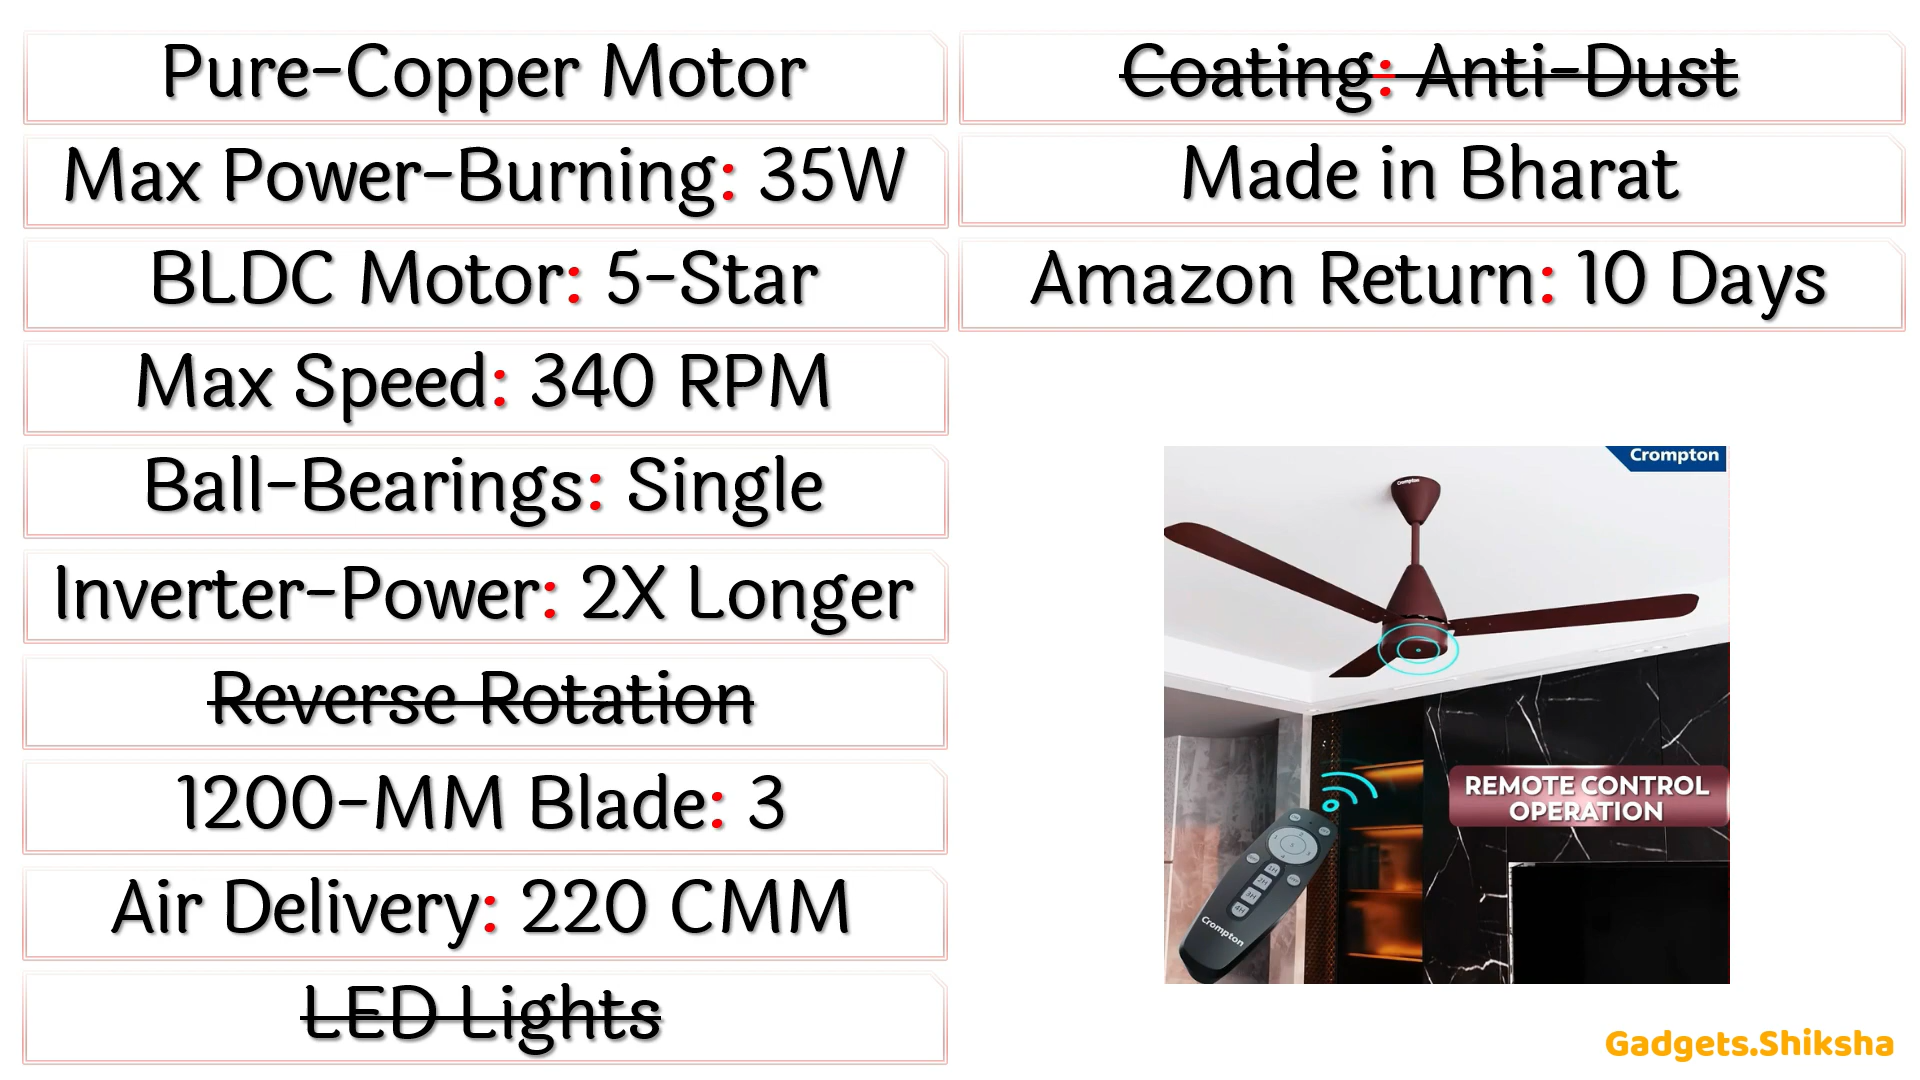 Pure-Copper Motor
Max Power-Burning: 35W
BLDC Motor: 5-Star
Max Speed: 340 RPM
Ball-Bearings: Single
Inverter-Power: 2X Longer
Reverse Rotation
1200-MM Blade: 3
Air Delivery: 220 CMM
LED Lights
Coating: Anti-Dust
Made in Bharat
Amazon Return: 10 Days
Crompton
Crompton
REMOTE CONTROL
OPERATION
Crompton
Gadgets.Shiksha